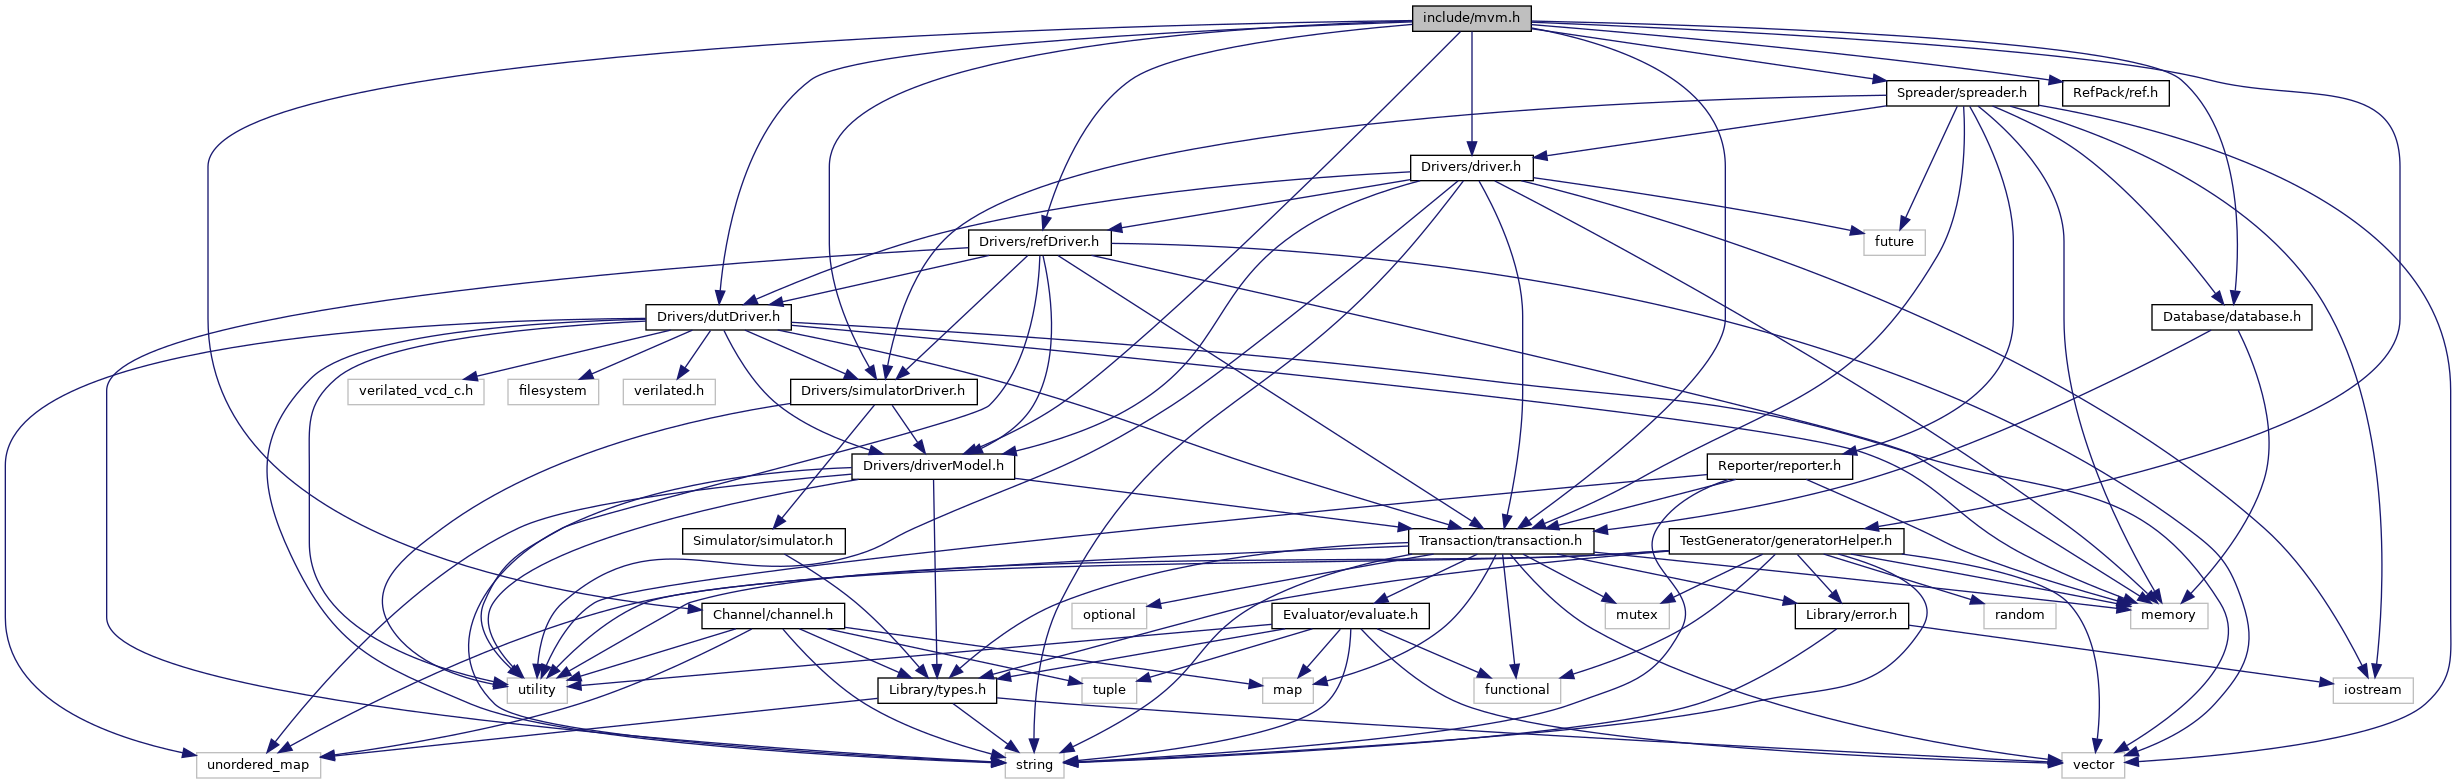 include/mvm.h
Spreader/spreader.h
RefPack/ref.h
Drivers/driver.h
Drivers/refDriver.h
future
Drivers/dutDriver.h
Database/database.h
verilated_vcd_c.h
filesystem
verilated.h
Drivers/simulatorDriver.h
Drivers/driverModel.h
Reporter/reporter.h
Simulator/simulator.h
Transaction/transaction.h
TestGenerator/generatorHelper.h
Channel/channel.h
optional
Evaluator/evaluate.h
mutex
Library/error.h
random
memory
utility
Library/types.h
tuple
map
functional
iostream
unordered_map
string
vector